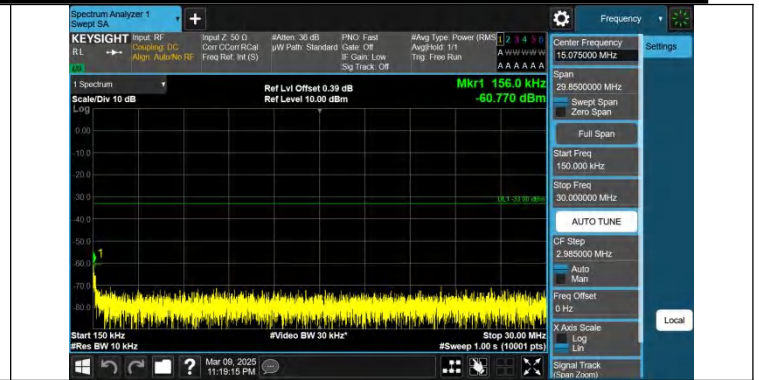 Spectrum Analyzer 1
Swept SA
Frequency
KEYSIGHT
RL
Input: RF
Coupling: DC
Align: Auto/No RF
Input Z: 50 Ω
Corr CCorr RCal
Freq Ref: Int (S)
#Atten: 36 dB
µW Path: Standard
PNO: Fast
Gate: Off
IF Gain: Low
Sig Track: Off
#Avg Type: Power (RMS)
Avg|Hold: 1/1
Trig: Free Run
1 2 3 4 5 6
A W W W W W
A A A A A A
1 Spectrum
Scale/Div 10 dB
Log
Ref Lvl Offset 0.39 dB
Ref Level 10.00 dBm
Mkr1 156.0 kHz
-60.770 dBm
0.00
-10.0
-20.0
-30.0
-40.0
-50.0
-60.0
-70.0
-80.0
1
Start 150 kHz
#Res BW 10 kHz
#Video BW 30 kHz*
Stop 30.00 MHz
#Sweep 1.00 s (10001 pts)
Mar 09, 2025
11:19:15 PM
Center Frequency
15.075000 MHz
Settings
Span
29.8500000 MHz
Swept Span
Zero Span
Full Span
Start Freq
150.000 kHz
Stop Freq
30.000000 MHz
AUTO TUNE
CF Step
2.985000 MHz
Auto
Man
Freq Offset
0 Hz
X Axis Scale
Log
Lin
Local
Signal Track
(Span Zoom)